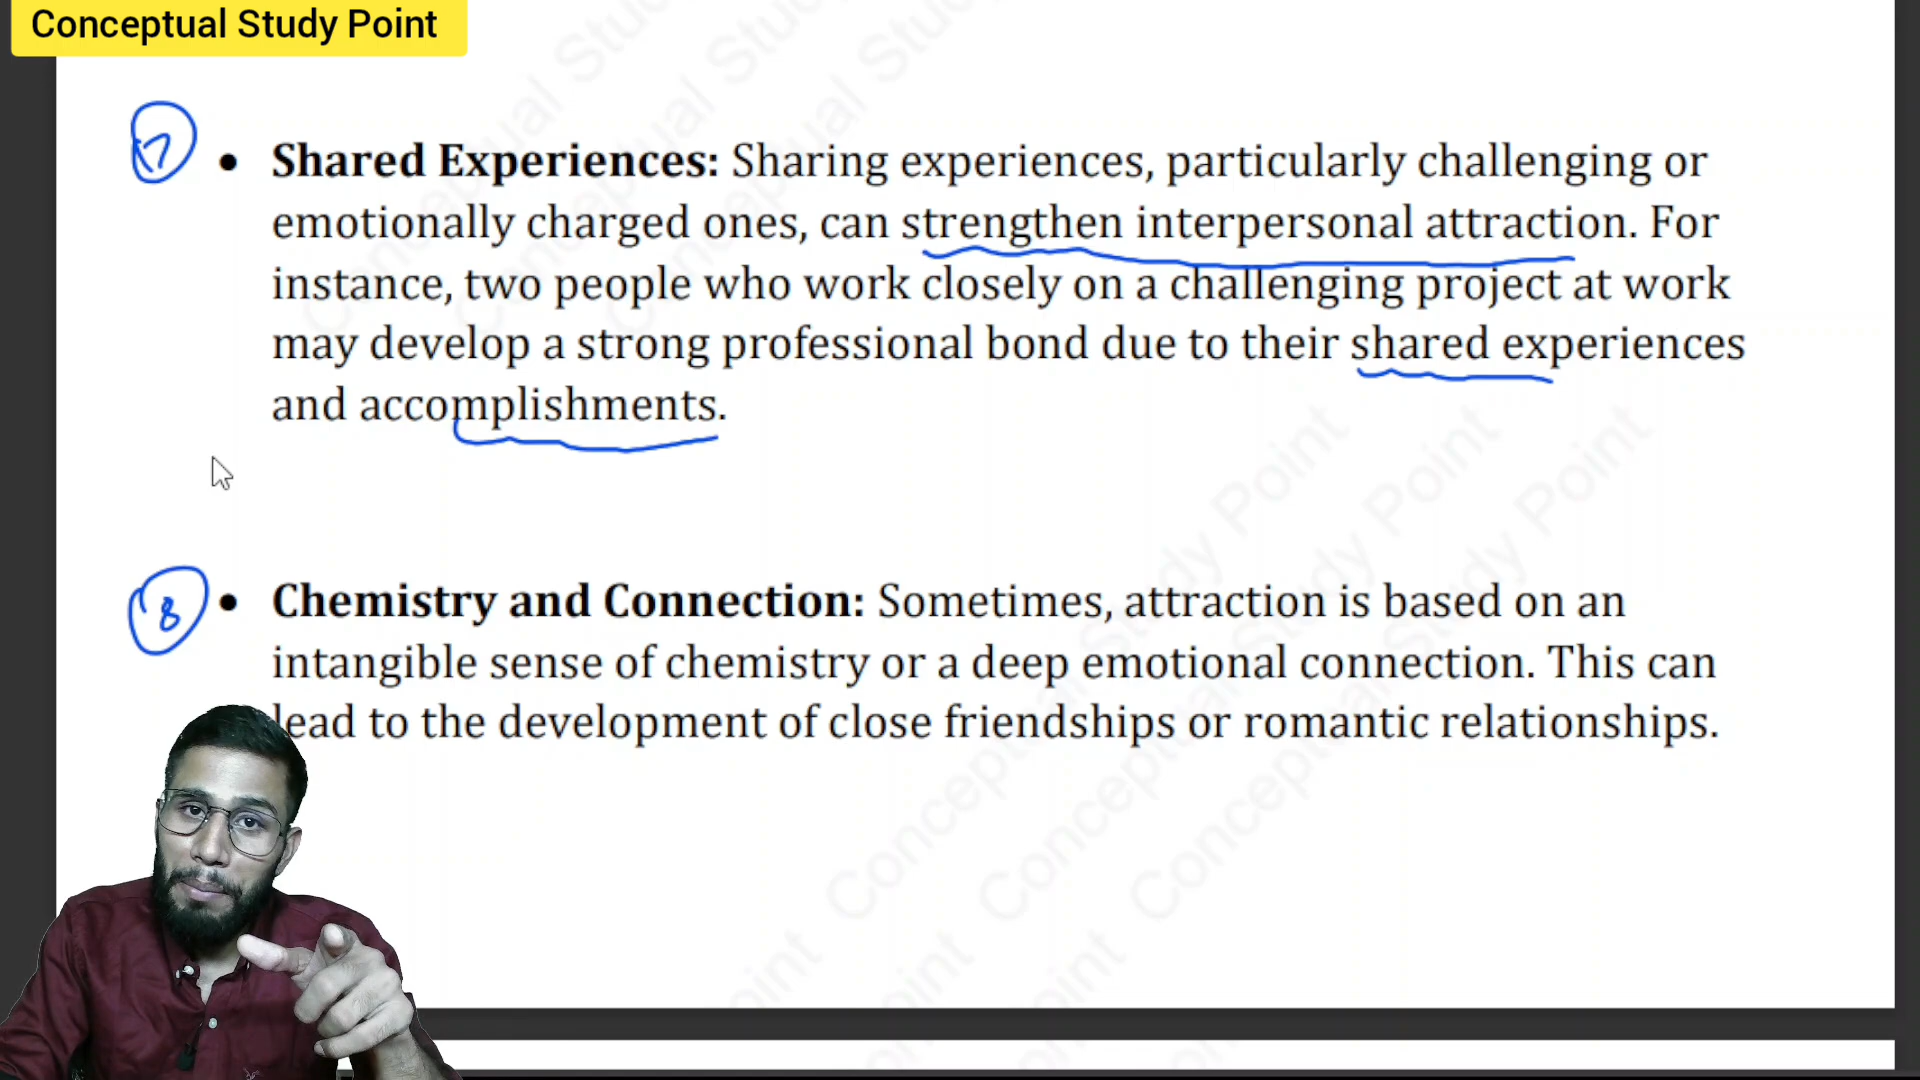 Conceptual Study Point
7
• Shared Experiences: Sharing experiences, particularly challenging or
emotionally charged ones, can strengthen interpersonal attraction. For
instance, two people who work closely on a challenging project at work
may develop a strong professional bond due to their shared experiences
and accomplishments.
8
• Chemistry and Connection: Sometimes, attraction is based on an
intangible sense of chemistry or a deep emotional connection. This can
lead to the development of close friendships or romantic relationships.